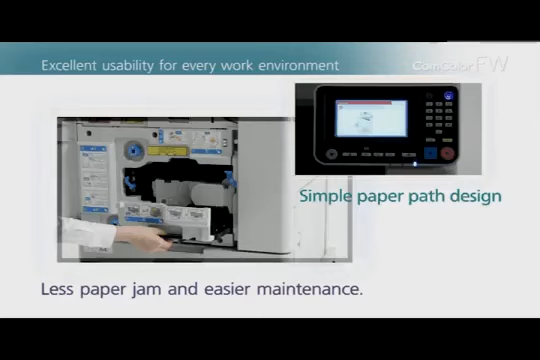 Excellent usability for every work environment
ComColor FW
Simple paper path design
Less paper jam and easier maintenance.